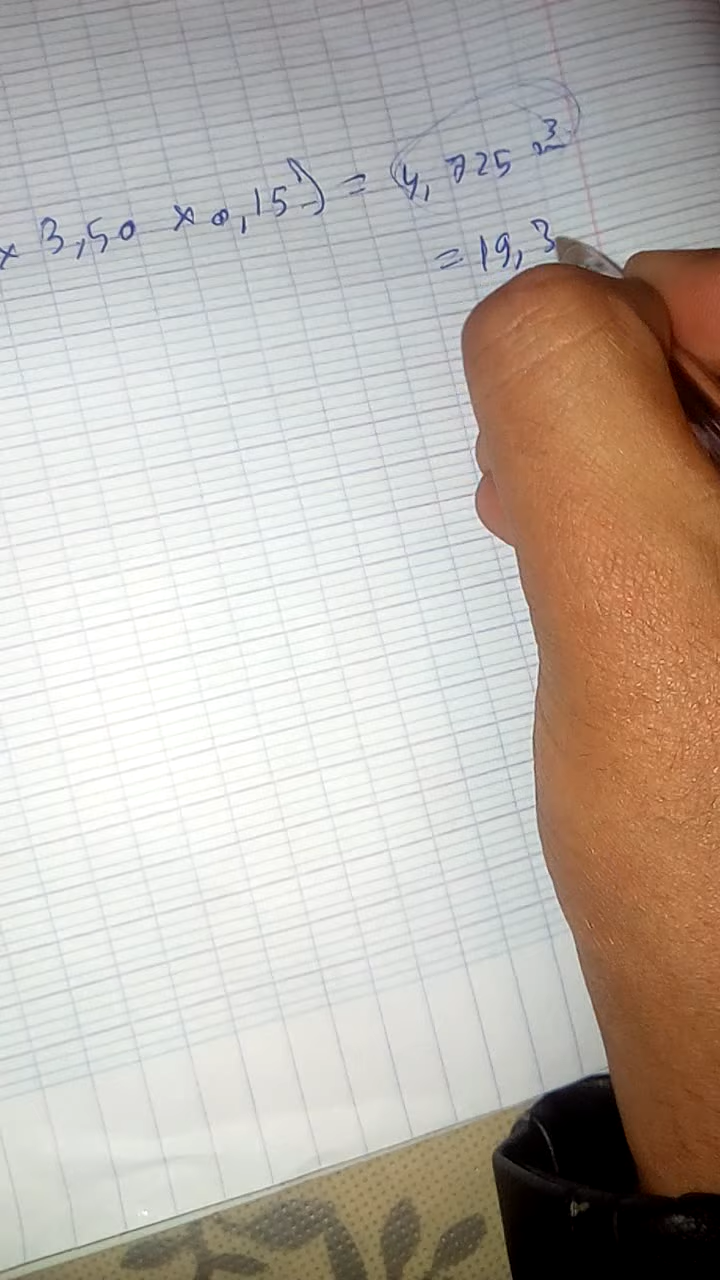 x 3,50 x 0,15) = 4,725 m³
= 19,3